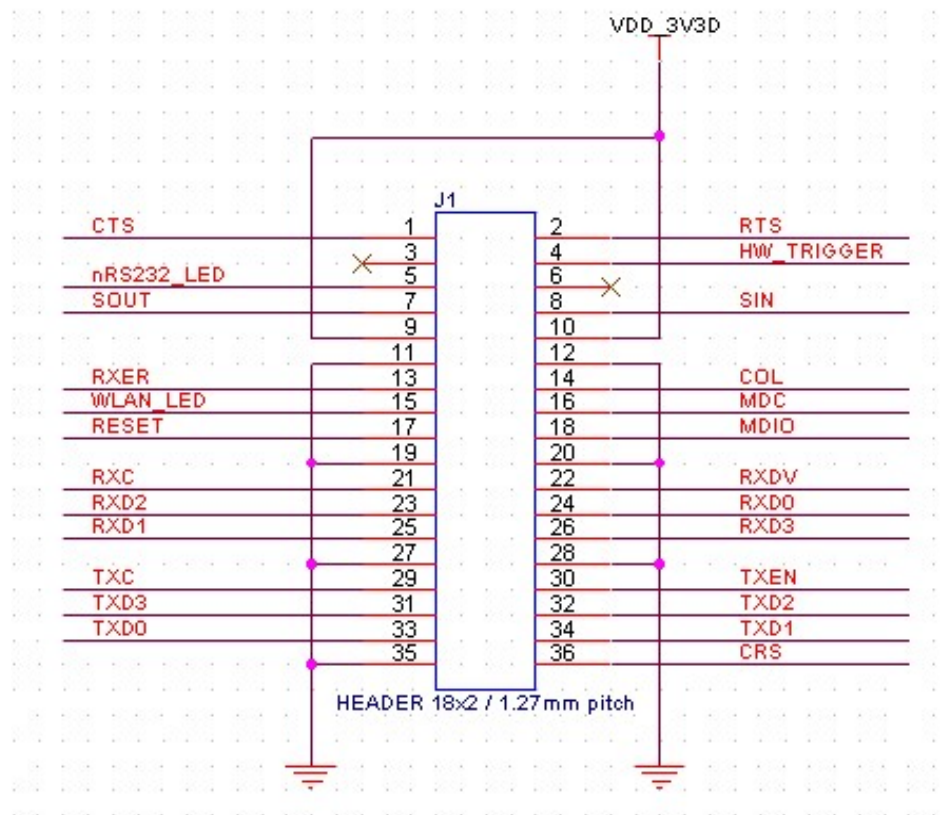 VDD_3V3D
J1
CTS 1 2 RTS
3 4 HW_TRIGGER
nRS232_LED 5 6
SOUT 7 8 SIN
9 10
11 12
RXER 13 14 COL
WLAN_LED 15 16 MDC
RESET 17 18 MDIO
19 20
RXC 21 22 RXDV
RXD2 23 24 RXD0
RXD1 25 26 RXD3
27 28
TXC 29 30 TXEN
TXD3 31 32 TXD2
TXD0 33 34 TXD1
35 36 CRS
HEADER 18x2 / 1.27mm pitch